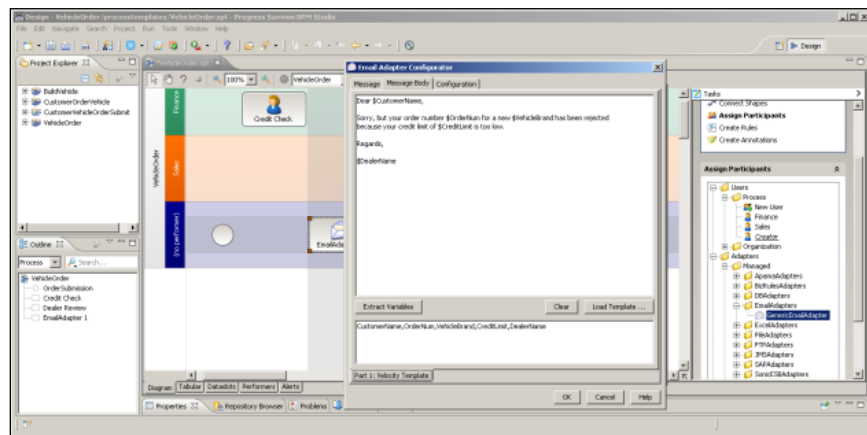 Design - VehicleOrder/processtemplates/VehicleOrder.spt - Progress Savvion BPM Studio
File Edit Navigate Search Project Run Tools Window Help
Design
Project Explorer
BuildVehicle
CustomerOrderVehicle
CustomerVehicleOrderSubmit
VehicleOrder
Outline
Process
Search...
VehicleOrder
OrderSubmission
Credit Check
Dealer Review
EmailAdapter 1
100%
VehicleOrder
VehicleOrder
Finance
Credit Check
Sales
(no performer)
Diagram Tabular Dataslots Performers Alerts
Properties Repository Browser Problems
Email Adapter Configurator
Message Message Body Configuration
Dear $CustomerName,
Sorry, but your order number $OrderNum for a new $VehicleBrand has been rejected
because your credit limit of $CreditLimit is too low.
Regards,
$DealerName
Extract Variables Clear Load Template ...
CustomerName,OrderNum,VehicleBrand,CreditLimit,DealerName
Part 1: Velocity Template
OK Cancel Help
Tasks
Connect Shapes
Assign Participants
Create Rules
Create Annotations
Assign Participants
Users
Process
New User
Finance
Sales
Creator
Organization
Adapters
Managed
ApamaAdapters
BizRulesAdapters
DBAdapters
EmailAdapters
GenericEmailAdapter
ExcelAdapters
FileAdapters
FTPAdapters
JMSAdapters
SAPAdapters
SonicESBAdapters